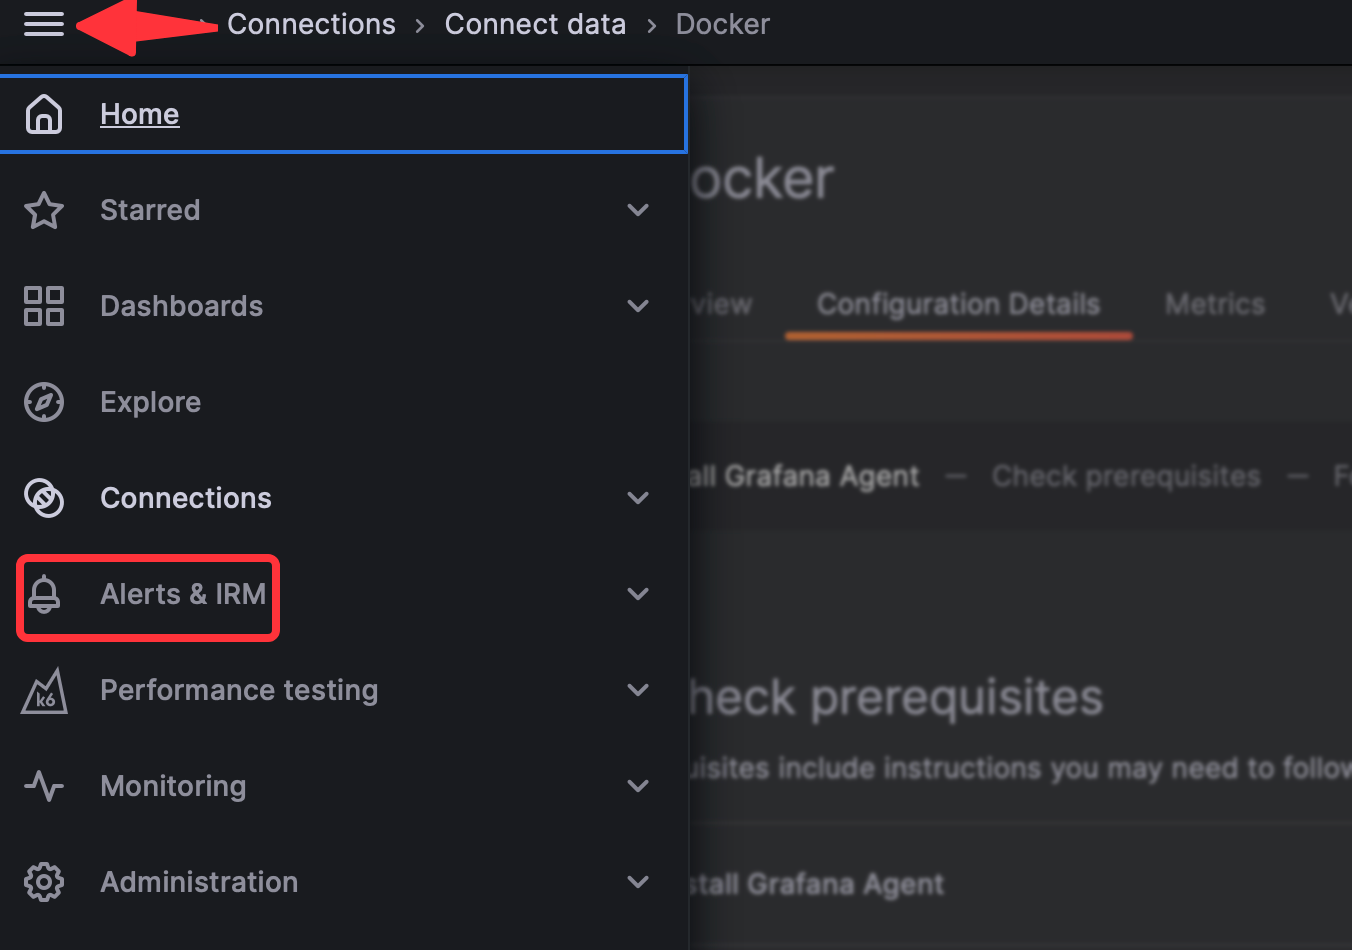 Connections › Connect data › Docker
Home
ocker
Starred
Dashboards
view Configuration Details Metrics
Explore
all Grafana Agent — Check prerequisites —
Connections
Alerts & IRM
k6 Performance testing
heck prerequisites
Monitoring
uisites include instructions you may need to follow
Administration
stall Grafana Agent